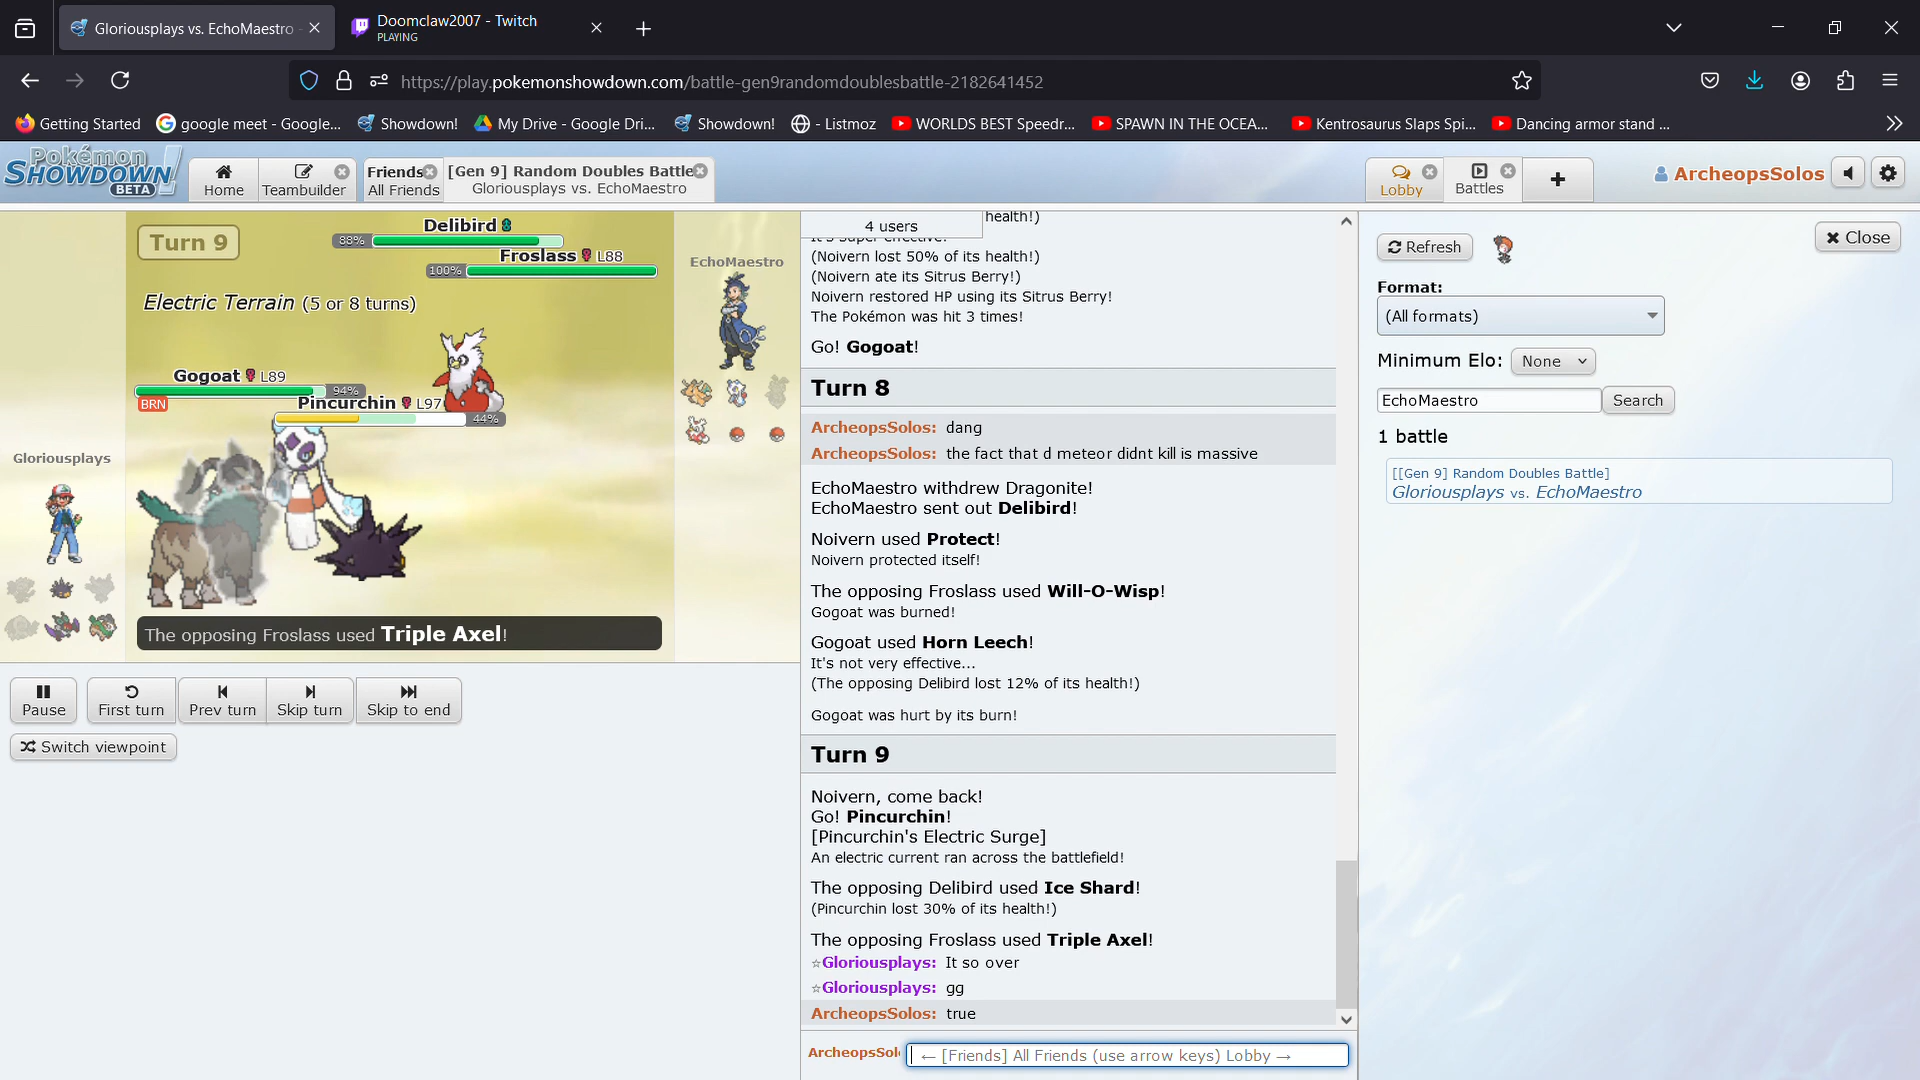 Gloriousplays vs. EchoMaestro -
Doomclaw2007 - Twitch
PLAYING
https://play.pokemonshowdown.com/battle-gen9randomdoublesbattle-2182641452
Getting Started
google meet - Google...
Showdown!
My Drive - Google Dri...
Showdown!
- Listmoz
WORLDS BEST Speedr...
SPAWN IN THE OCEA...
Kentrosaurus Slaps Spi...
Dancing armor stand ...
Pokémon
SHOWDOWN!
BETA
Home
Teambuilder
Friends
All Friends
[Gen 9] Random Doubles Battle
Gloriousplays vs. EchoMaestro
Lobby
Battles
ArcheopsSolos
Turn 9
Delibird
88%
Froslass L88
100%
Electric Terrain (5 or 8 turns)
EchoMaestro
Gogoat L89
94%
BRN
Pincurchin L97
44%
Gloriousplays
The opposing Froslass used Triple Axel!
Pause
First turn
Prev turn
Skip turn
Skip to end
Switch viewpoint
4 users
health!)
It's super effective!
(Noivern lost 50% of its health!)
(Noivern ate its Sitrus Berry!)
Noivern restored HP using its Sitrus Berry!
The Pokémon was hit 3 times!
Go! Gogoat!
Turn 8
ArcheopsSolos: dang
ArcheopsSolos: the fact that d meteor didnt kill is massive
EchoMaestro withdrew Dragonite!
EchoMaestro sent out Delibird!
Noivern used Protect!
Noivern protected itself!
The opposing Froslass used Will-O-Wisp!
Gogoat was burned!
Gogoat used Horn Leech!
It's not very effective...
(The opposing Delibird lost 12% of its health!)
Gogoat was hurt by its burn!
Turn 9
Noivern, come back!
Go! Pincurchin!
[Pincurchin's Electric Surge]
An electric current ran across the battlefield!
The opposing Delibird used Ice Shard!
(Pincurchin lost 30% of its health!)
The opposing Froslass used Triple Axel!
☆Gloriousplays: It so over
☆Gloriousplays: gg
ArcheopsSolos: true
ArcheopsSol
← [Friends] All Friends (use arrow keys) Lobby →
Refresh
Close
Format:
(All formats)
Minimum Elo:
None
EchoMaestro
Search
1 battle
[[Gen 9] Random Doubles Battle]
Gloriousplays vs. EchoMaestro